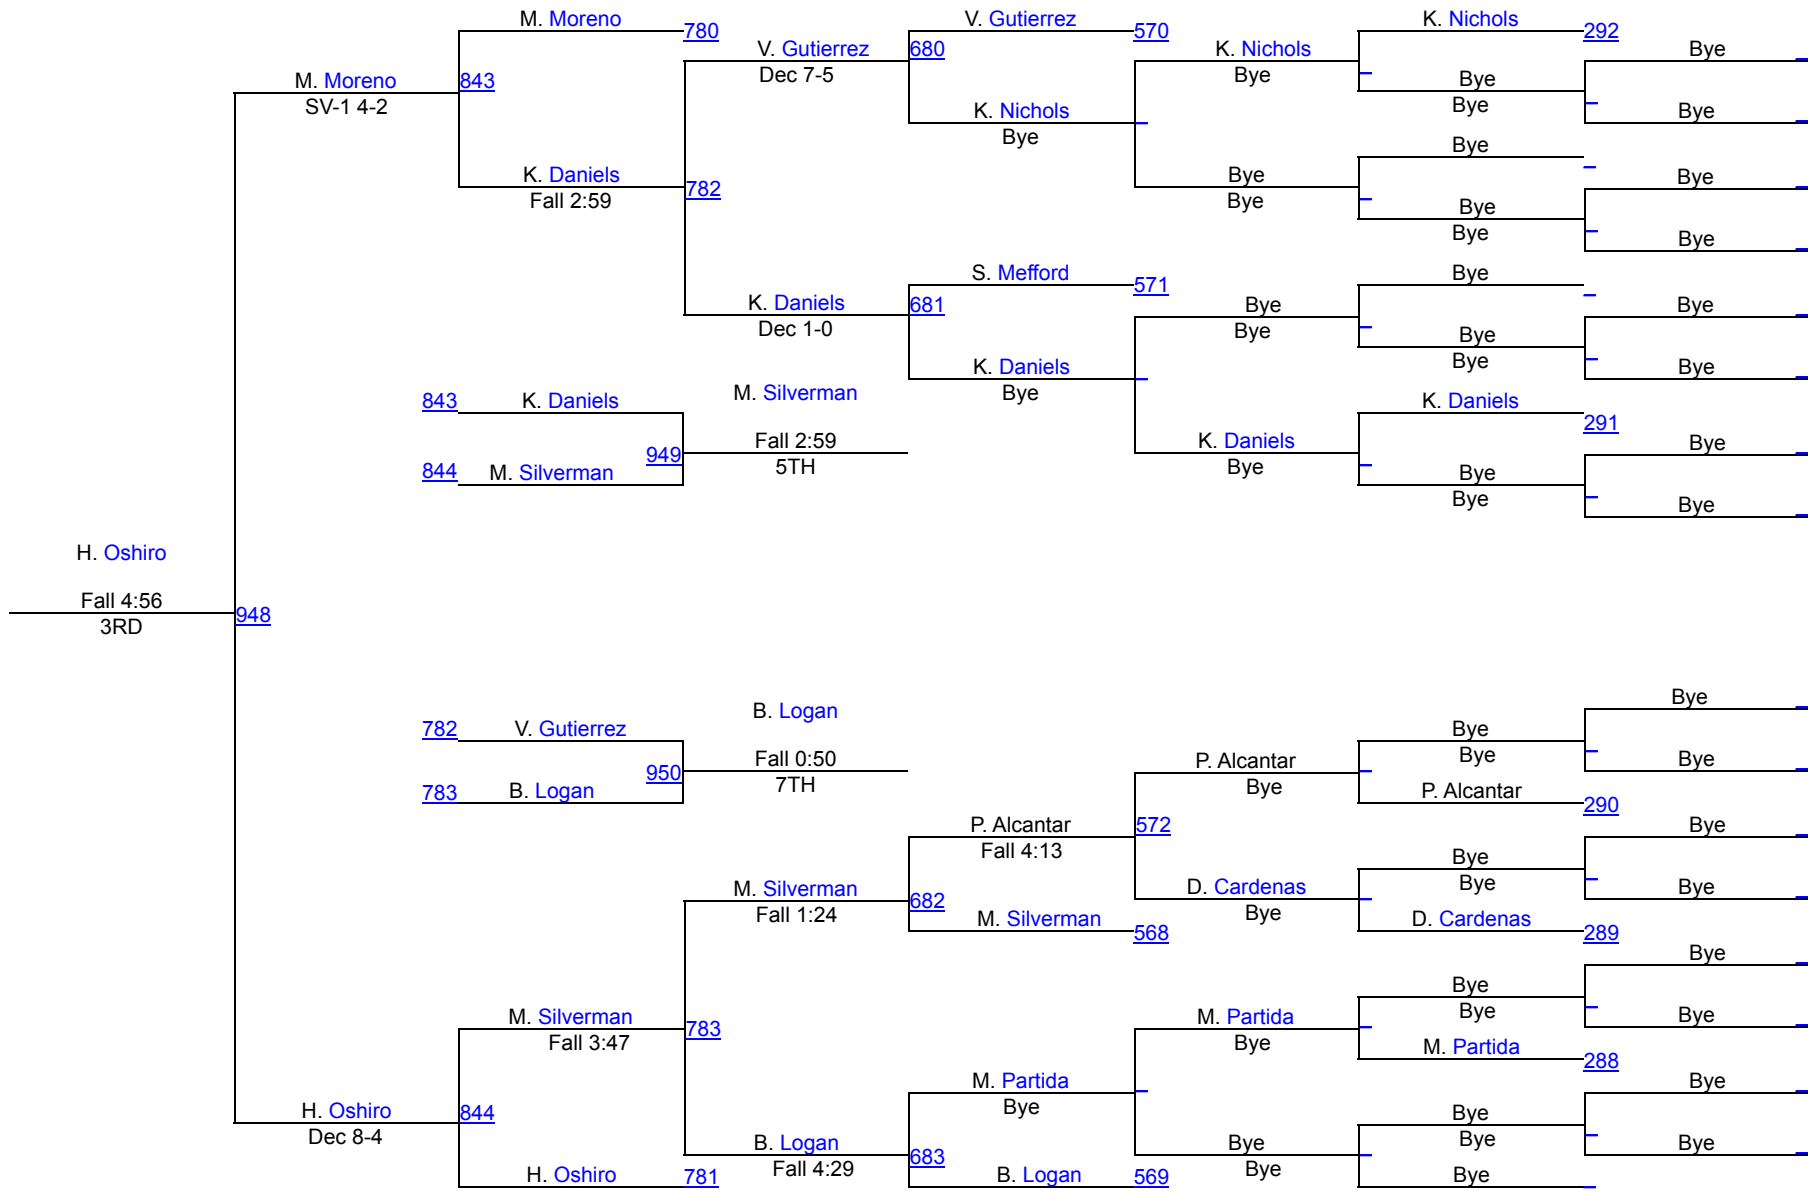 M. Moreno
780
843
M. Moreno
SV-1 4-2
K. Daniels
Fall 2:59
782
V. Gutierrez
Dec 7-5
680
V. Gutierrez
570
K. Nichols
Bye
K. Nichols
Bye
K. Nichols
292
Bye
Bye
Bye
Bye
Bye
Bye
Bye
Bye
Bye
Bye
Bye
K. Daniels
Dec 1-0
681
S. Mefford
571
K. Daniels
Bye
Bye
Bye
Bye
Bye
Bye
Bye
Bye
K. Daniels
Bye
K. Daniels
291
Bye
Bye
Bye
Bye
843
K. Daniels
844
M. Silverman
949
M. Silverman
Fall 2:59
5TH
H. Oshiro
Fall 4:56
3RD
948
782
V. Gutierrez
783
B. Logan
950
B. Logan
Fall 0:50
7TH
Bye
Bye
Bye
Bye
P. Alcantar
Bye
P. Alcantar
290
P. Alcantar
Fall 4:13
572
Bye
Bye
Bye
Bye
D. Cardenas
Bye
D. Cardenas
289
M. Silverman
Fall 1:24
682
M. Silverman
568
M. Silverman
Fall 3:47
783
Bye
Bye
Bye
Bye
M. Partida
Bye
M. Partida
288
M. Partida
Bye
Bye
Bye
Bye
Bye
Bye
Bye
Bye
H. Oshiro
Dec 8-4
844
B. Logan
Fall 4:29
683
B. Logan
569
H. Oshiro
781